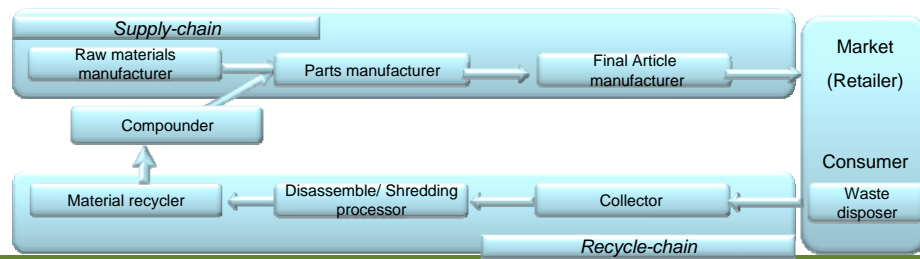 Supply-chain
Raw materials
manufacturer
Parts manufacturer
Final Article
manufacturer
Market
(Retailer)
Compounder
Consumer
Material recycler
Disassemble/ Shredding
processor
Collector
Waste
disposer
Recycle-chain